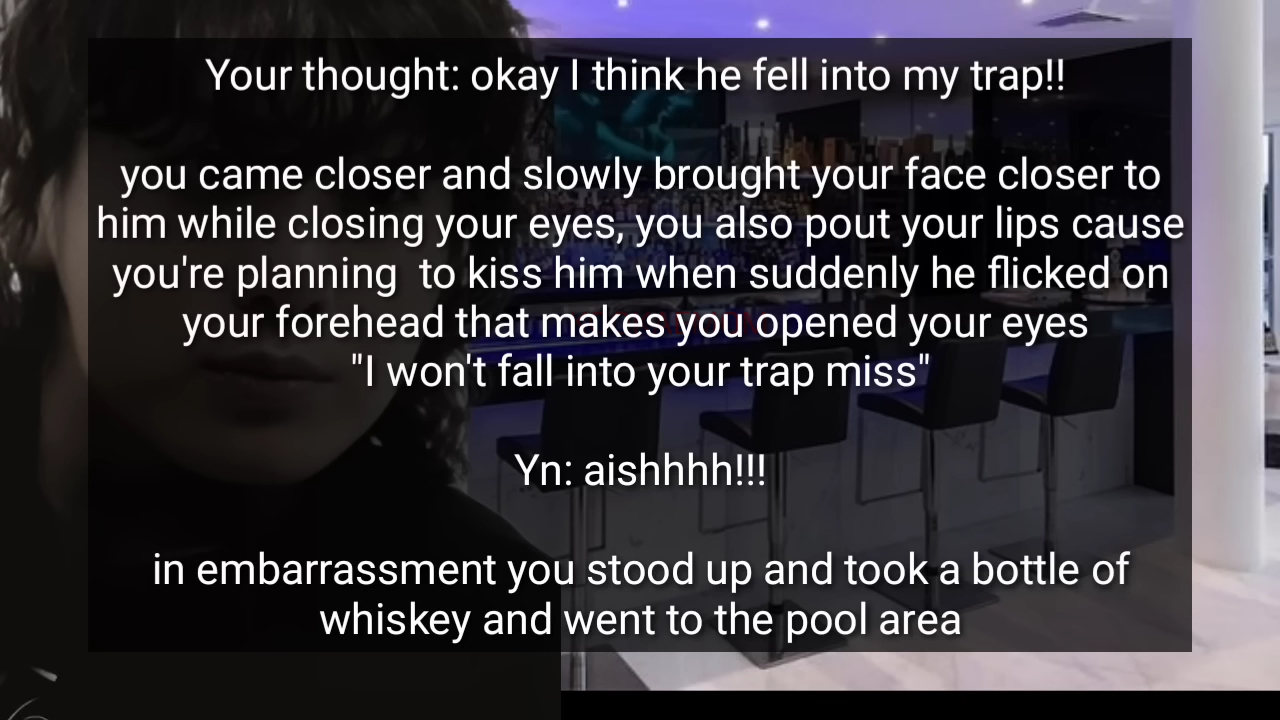 Your thought: okay I think he fell into my trap!!
you came closer and slowly brought your face closer to
him while closing your eyes, you also pout your lips cause
you're planning  to kiss him when suddenly he flicked on
your forehead that makes you opened your eyes
"I won't fall into your trap miss"
Yn: aishhhh!!!
in embarrassment you stood up and took a bottle of
whiskey and went to the pool area